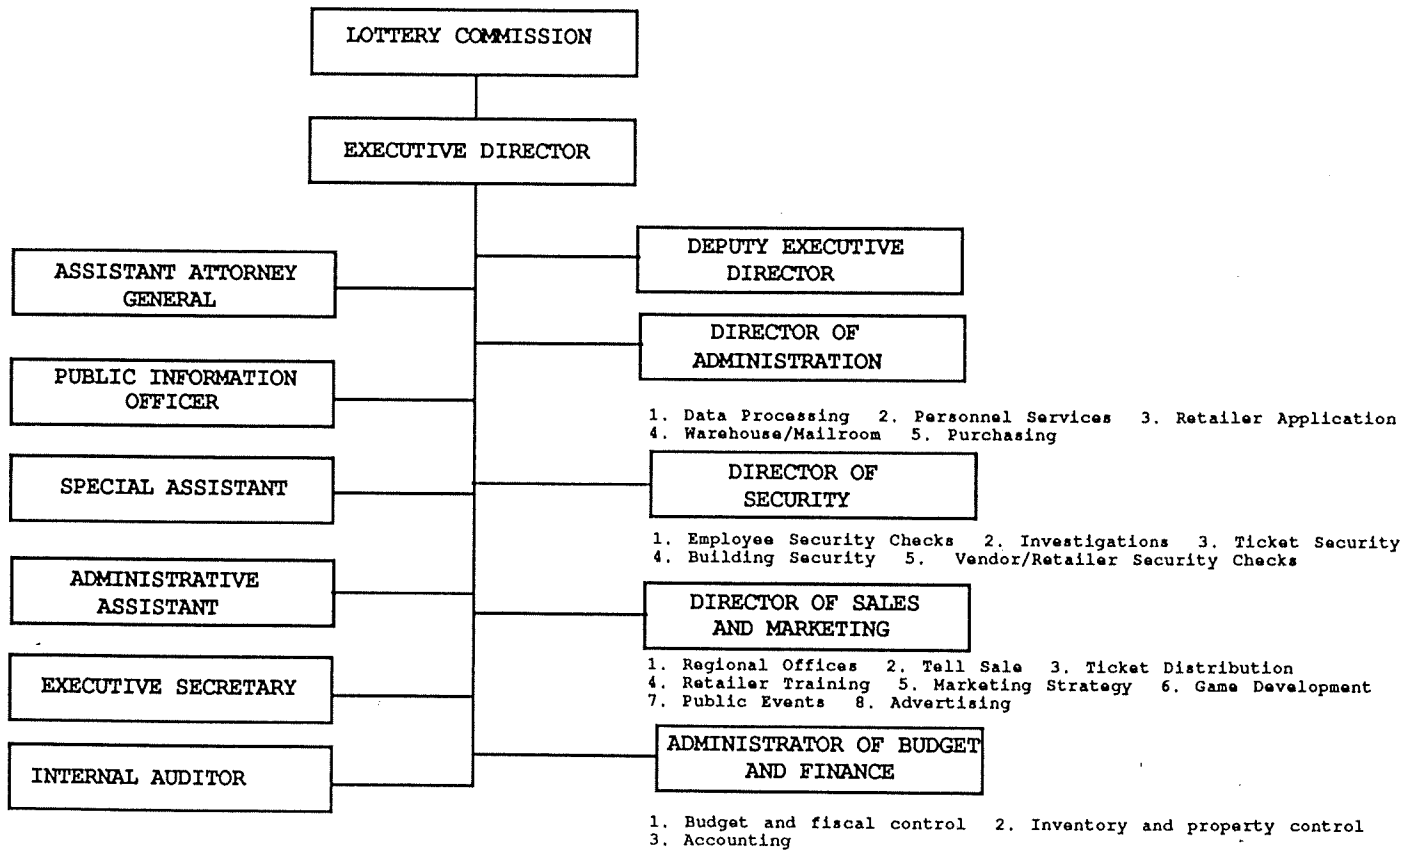 LOTTERY COMMISSION
EXECUTIVE DIRECTOR
ASSISTANT ATTORNEY
GENERAL
PUBLIC INFORMATION
OFFICER
SPECIAL ASSISTANT
ADMINISTRATIVE
ASSISTANT
EXECUTIVE SECRETARY
INTERNAL AUDITOR
DEPUTY EXECUTIVE
DIRECTOR
DIRECTOR OF
ADMINISTRATION
1. Data Processing 2. Personnel Services 3. Retailer Application
4. Warehouse/Mailroom 5. Purchasing
DIRECTOR OF
SECURITY
1. Employee Security Checks 2. Investigations 3. Ticket Security
4. Building Security 5. Vendor/Retailer Security Checks
DIRECTOR OF SALES
AND MARKETING
1. Regional Offices 2. Tell Sale 3. Ticket Distribution
4. Retailer Training 5. Marketing Strategy 6. Game Development
7. Public Events 8. Advertising
ADMINISTRATOR OF BUDGET
AND FINANCE
1. Budget and fiscal control 2. Inventory and property control
3. Accounting